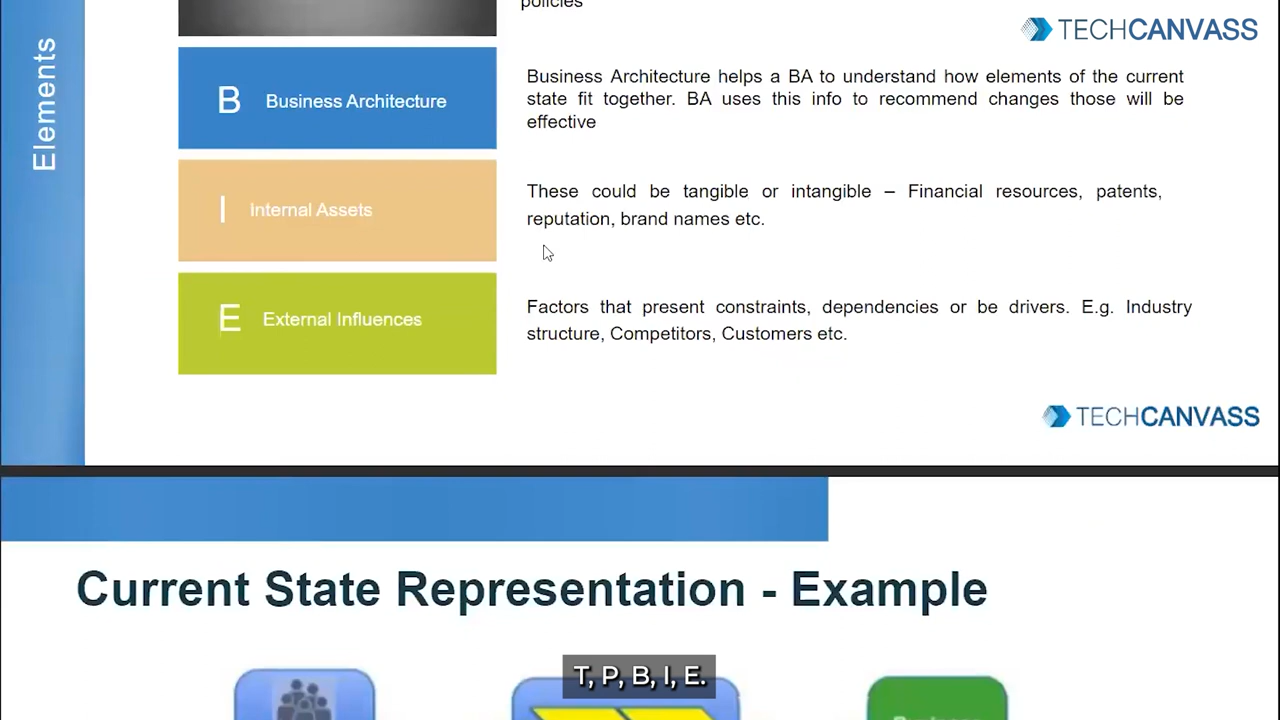 policies
TECHCANVASS
Elements
B Business Architecture
Business Architecture helps a BA to understand how elements of the current
state fit together. BA uses this info to recommend changes those will be
effective
I Internal Assets
These could be tangible or intangible – Financial resources, patents,
reputation, brand names etc.
E External Influences
Factors that present constraints, dependencies or be drivers. E.g. Industry
structure, Competitors, Customers etc.
TECHCANVASS
Current State Representation - Example
T, P, B, I, E.
Business